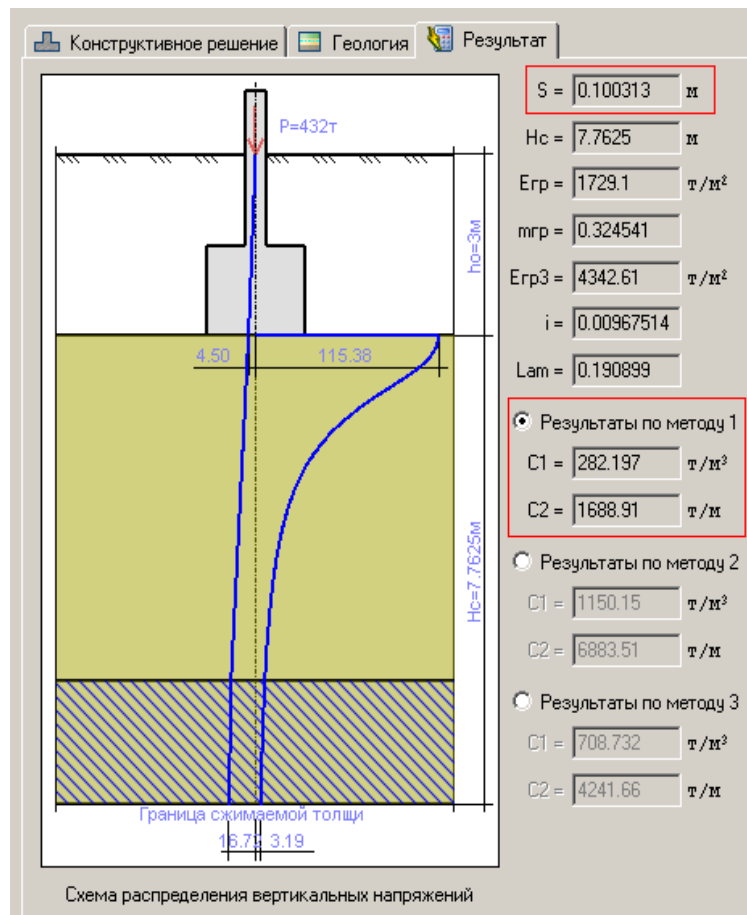 Конструктивное решение Геология Результат
P=432т
S = 0.100313 м
Hc = 7.7625 м
Eгр = 1729.1 т/м²
mгр = 0.324541
Eгр3 = 4342.61 т/м²
i = 0.00967514
Lam = 0.190899
ho=3м
4.50 115.38
Результаты по методу 1
C1 = 282.197 т/м³
C2 = 1688.91 т/м
Hc=7.7625м
Результаты по методу 2
C1 = 1150.15 т/м³
C2 = 6883.51 т/м
Результаты по методу 3
C1 = 708.732 т/м³
C2 = 4241.66 т/м
Граница сжимаемой толщи
16.72 3.19
Схема распределения вертикальных напряжений